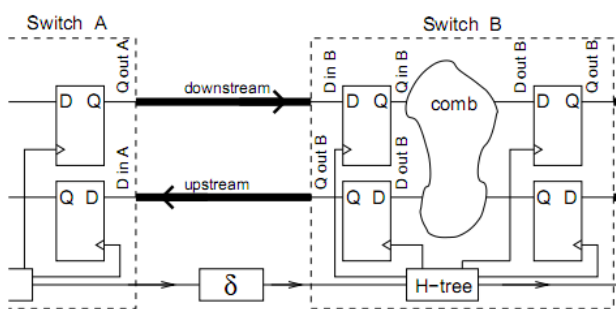 Switch A
Switch B
Q out A
D in B
Q in B
D out B
Q out B
D Q
downstream
D Q
comb
D Q
D in A
Q out B
D out B
upstream
Q D
Q D
Q D
δ
H-tree